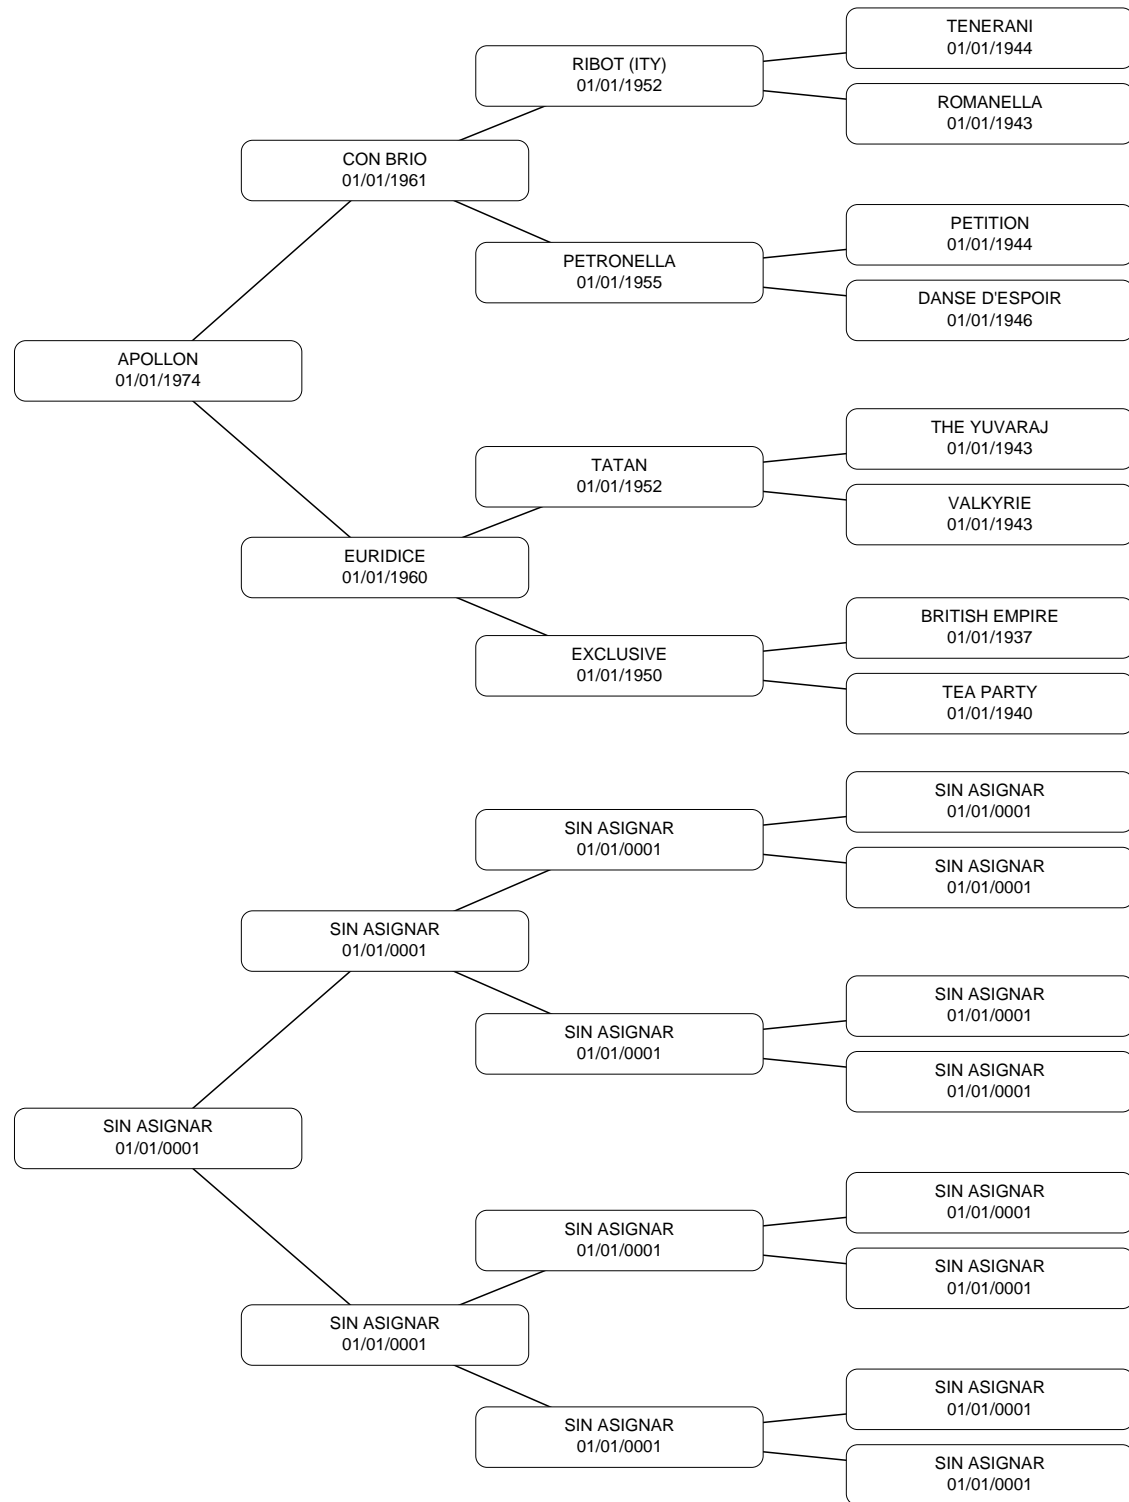 TENERANI
01/01/1944
RIBOT (ITY)
01/01/1952
ROMANELLA
01/01/1943
CON BRIO
01/01/1961
PETITION
01/01/1944
PETRONELLA
01/01/1955
DANSE D'ESPOIR
01/01/1946
APOLLON
01/01/1974
THE YUVARAJ
01/01/1943
TATAN
01/01/1952
VALKYRIE
01/01/1943
EURIDICE
01/01/1960
BRITISH EMPIRE
01/01/1937
EXCLUSIVE
01/01/1950
TEA PARTY
01/01/1940
SIN ASIGNAR
01/01/0001
SIN ASIGNAR
01/01/0001
SIN ASIGNAR
01/01/0001
SIN ASIGNAR
01/01/0001
SIN ASIGNAR
01/01/0001
SIN ASIGNAR
01/01/0001
SIN ASIGNAR
01/01/0001
SIN ASIGNAR
01/01/0001
SIN ASIGNAR
01/01/0001
SIN ASIGNAR
01/01/0001
SIN ASIGNAR
01/01/0001
SIN ASIGNAR
01/01/0001
SIN ASIGNAR
01/01/0001
SIN ASIGNAR
01/01/0001
SIN ASIGNAR
01/01/0001